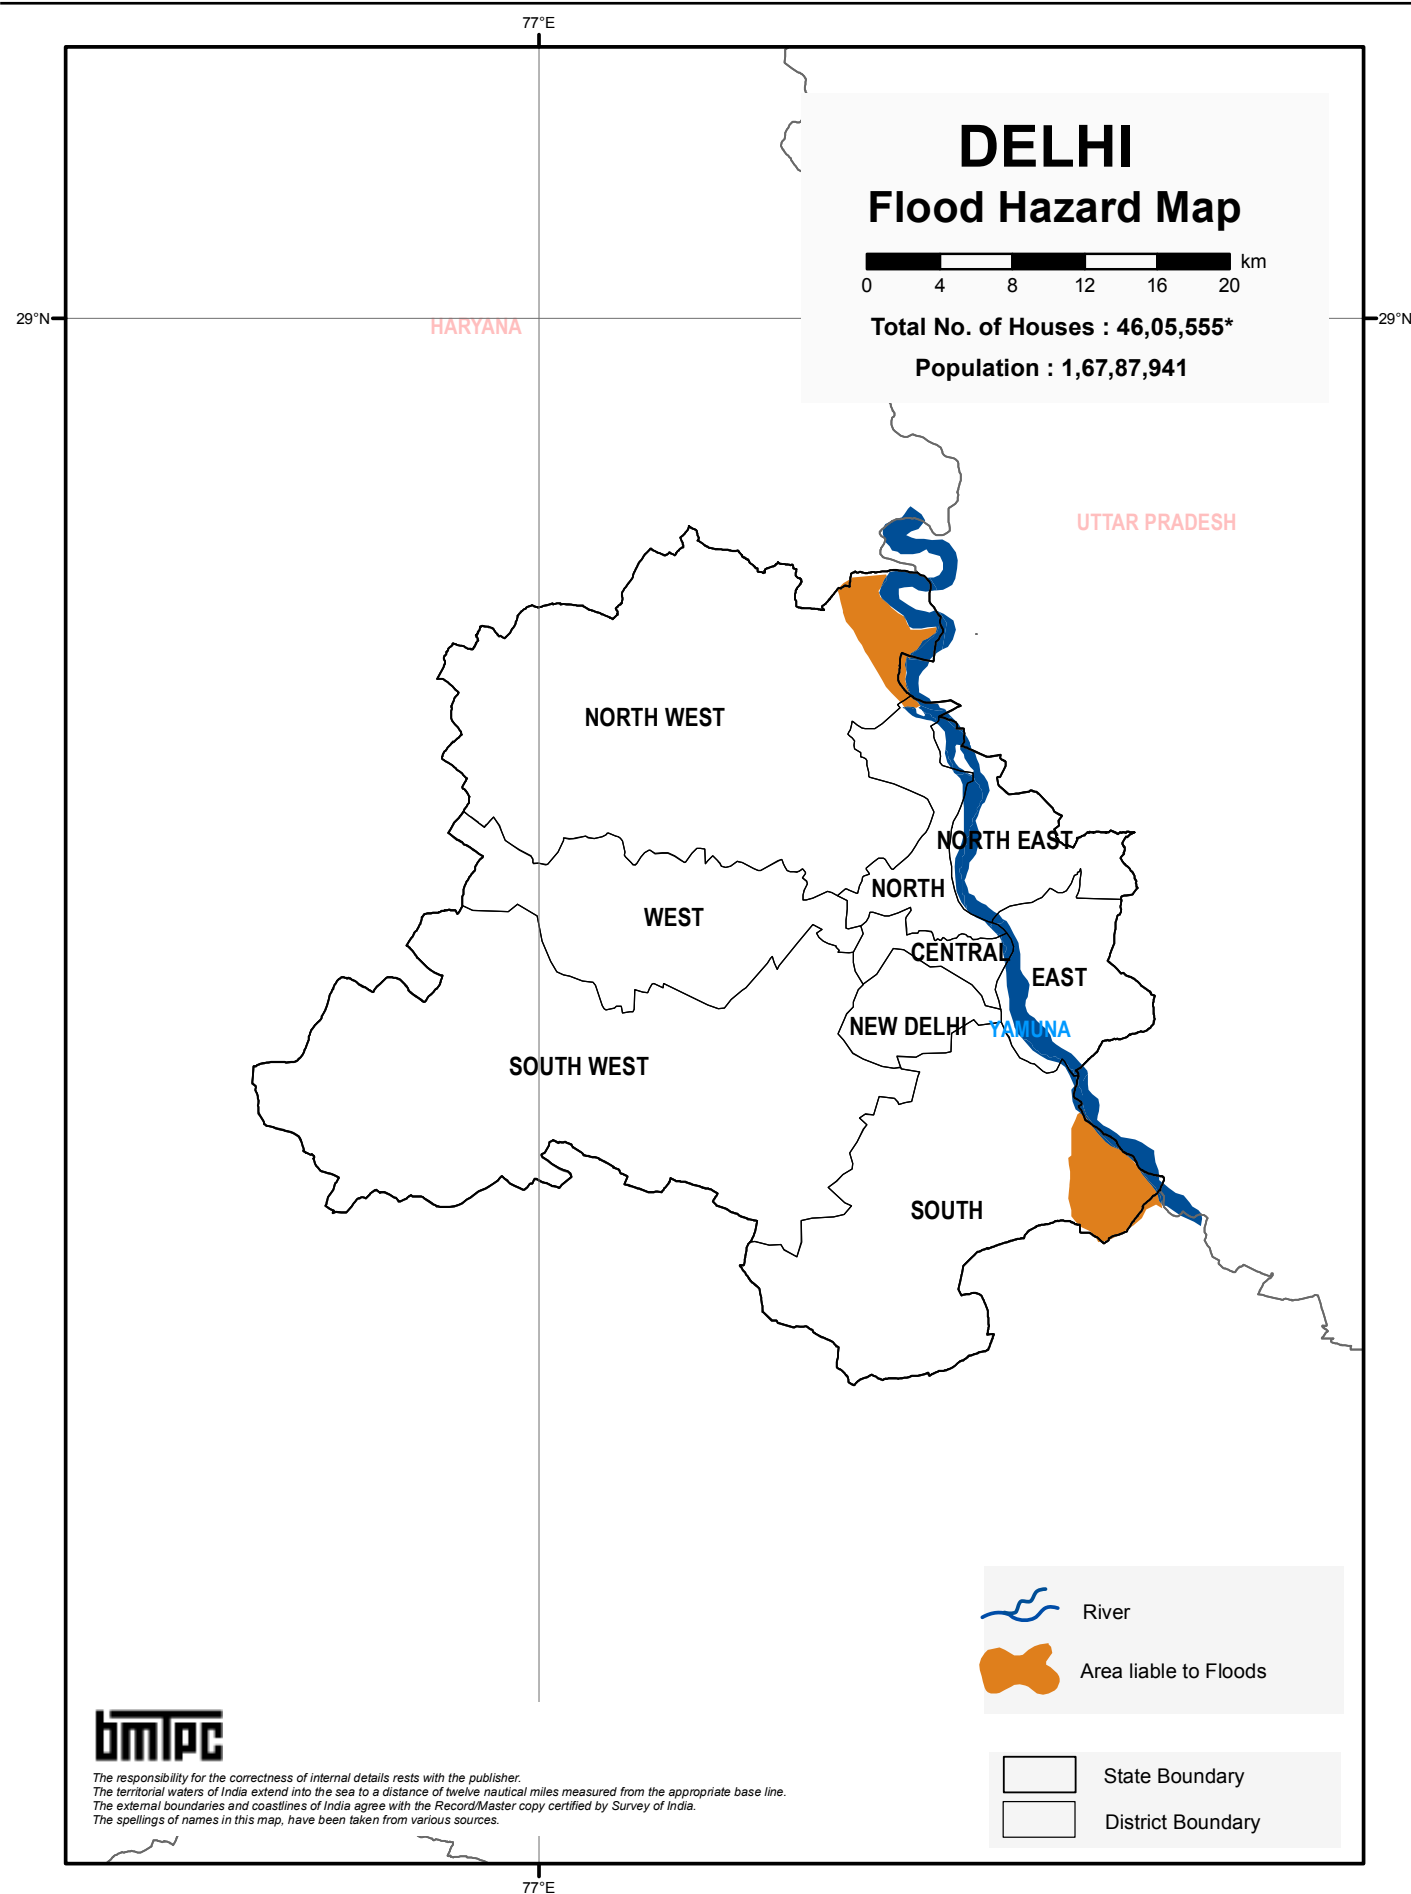 77°E
DELHI
Flood Hazard Map
km
0 4 8 12 16 20
Total No. of Houses : 46,05,555*
Population : 1,67,87,941
29°N
29°N
HARYANA
UTTAR PRADESH
NORTH WEST
NORTH EAST
NORTH
WEST
CENTRAL
EAST
NEW DELHI
YAMUNA
SOUTH WEST
SOUTH
River
Area liable to Floods
State Boundary
District Boundary
bmTpc
The responsibility for the correctness of internal details rests with the publisher.
The territorial waters of India extend into the sea to a distance of twelve nautical miles measured from the appropriate base line.
The external boundaries and coastlines of India agree with the Record/Master copy certified by Survey of India.
The spellings of names in this map, have been taken from various sources.
77°E